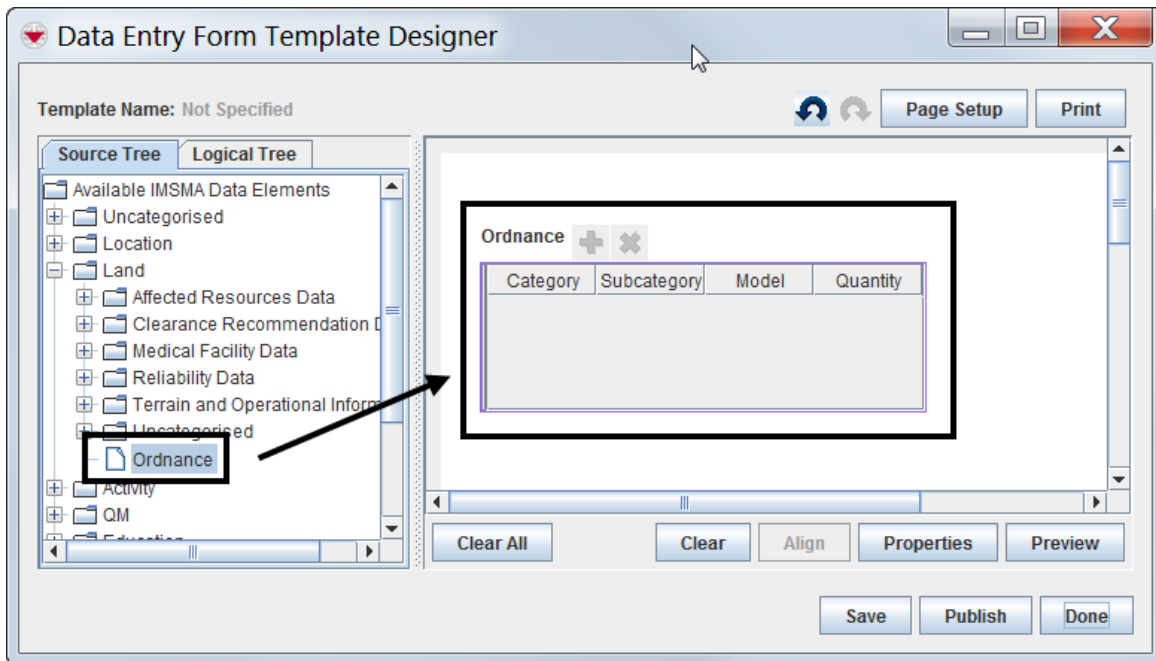 Data Entry Form Template Designer
Template Name: Not Specified
Page Setup
Print
Source Tree
Logical Tree
Available IMSMA Data Elements
Uncategorised
Location
Land
Affected Resources Data
Clearance Recommendation D
Medical Facility Data
Reliability Data
Terrain and Operational Inform
Uncategorised
Ordnance
Activity
QM
Education
Ordnance
Category Subcategory Model Quantity
Clear All
Clear
Align
Properties
Preview
Save
Publish
Done